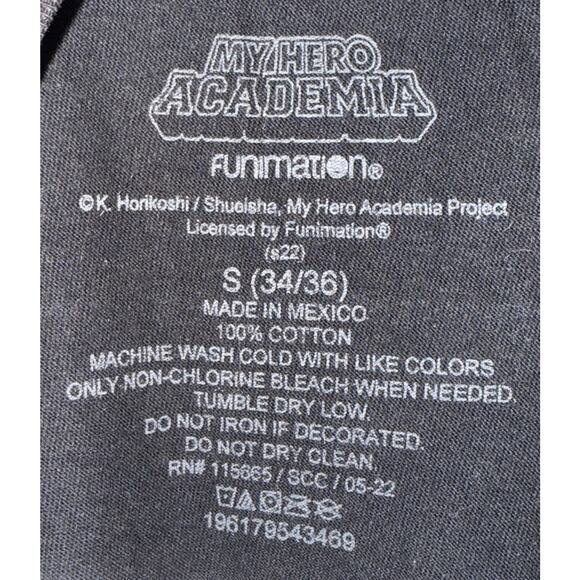 MY HERO
ACADEMIA
FUNIMATION®
©K. Horikoshi / Shueisha, My Hero Academia Project
Licensed by Funimation®
(s22)
S (34/36)
MADE IN MEXICO
100% COTTON
MACHINE WASH COLD WITH LIKE COLORS
ONLY NON-CHLORINE BLEACH WHEN NEEDED.
TUMBLE DRY LOW.
DO NOT IRON IF DECORATED.
DO NOT DRY CLEAN.
RN# 115665 / SCC / 05-22
196179543469